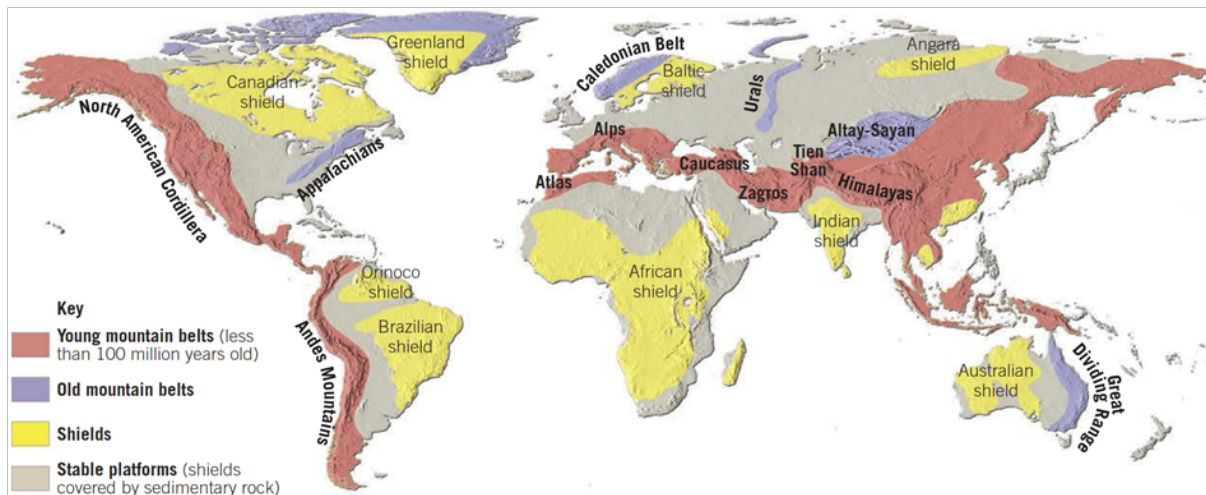 Greenland
shield
Canadian
shield
North American Cordillera
Appalachians
Caledonian Belt
Baltic
shield
Urals
Angara
shield
Altay-Sayan
Alps
Caucasus
Tien
Shan
Atlas
Zagros
Himalayas
Indian
shield
African
shield
Orinoco
shield
Brazilian
shield
Andes Mountains
Australian
shield
Great
Dividing Range
Key
Young mountain belts (less
than 100 million years old)
Old mountain belts
Shields
Stable platforms (shields
covered by sedimentary rock)